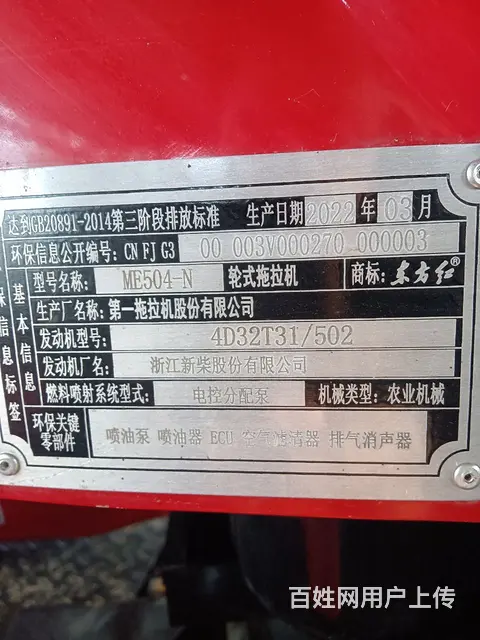 达到GB20891-2014第三阶段排放标准 生产日期2022年03月
环保信息公开编号: CN FJ G3 00 003V000270 000003
型号名称: ME504-N 轮式拖拉机 商标: 东方红
生产厂名称: 第一拖拉机股份有限公司
发动机型号: 4D32T31/502
发动机厂名: 浙江新柴股份有限公司
燃料喷射系统型式: 电控分配泵 机械类型: 农业机械
环保关键零部件 喷油泵 喷油器 ECU 空气滤清器 排气消声器
基本信息
保信息标签
百姓网用户上传